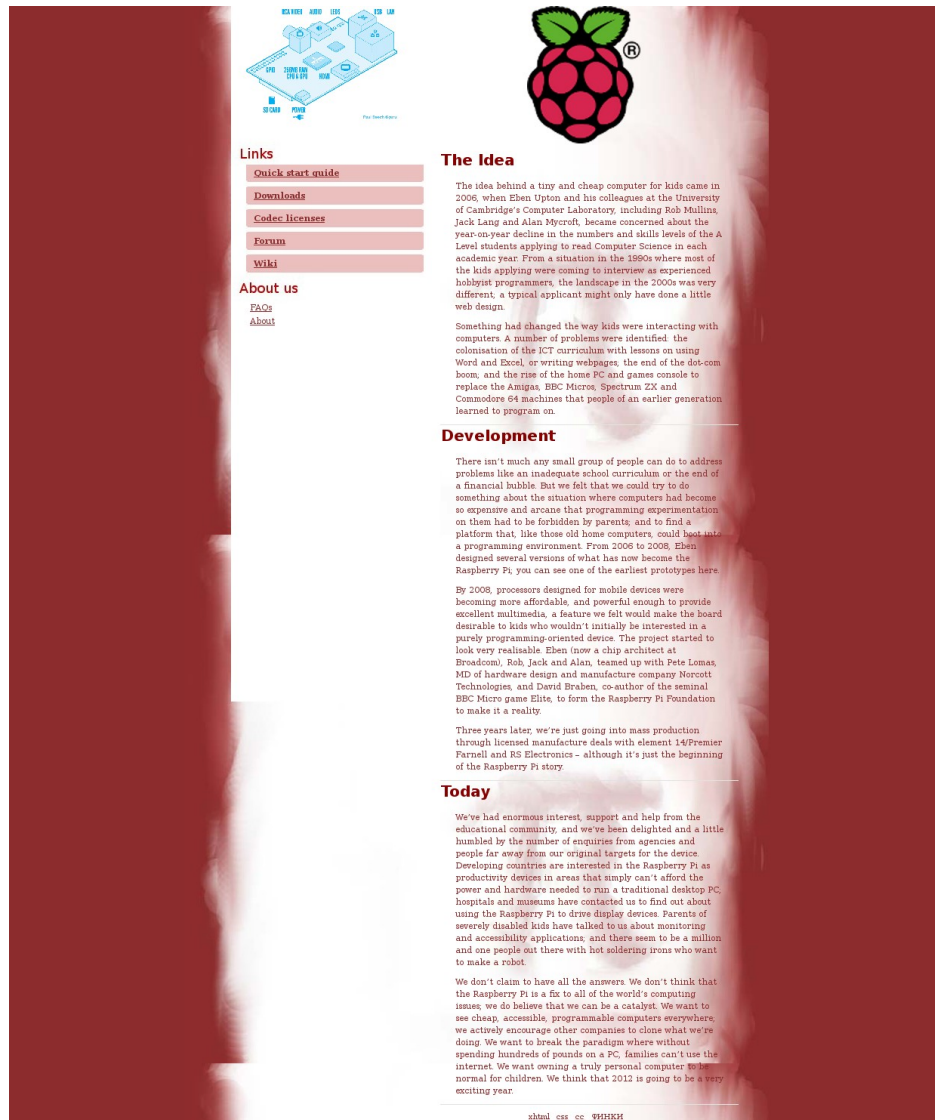 RCA VIDEO AUDIO LEDS USB LAN
GPIO 256MB RAM
CPU & GPU HDMI
SD CARD POWER
®
Links
Quick start guide
Downloads
Codec licenses
Forum
Wiki
About us
FAQs
About
The Idea
The idea behind a tiny and cheap computer for kids came in
2006, when Eben Upton and his colleagues at the University
of Cambridge's Computer Laboratory, including Rob Mullins,
Jack Lang and Alan Mycroft, became concerned about the
year-on-year decline in the numbers and skills levels of the A
Level students applying to read Computer Science in each
academic year. From a situation in the 1990s where most of
the kids applying were coming to interview as experienced
hobbyist programmers, the landscape in the 2000s was very
different; a typical applicant might only have done a little
web design.
Something had changed the way kids were interacting with
computers. A number of problems were identified: the
colonisation of the ICT curriculum with lessons on using
Word and Excel, or writing webpages; the end of the dot-com
boom; and the rise of the home PC and games console to
replace the Amigas, BBC Micros, Spectrum ZX and
Commodore 64 machines that people of an earlier generation
learned to program on.
Development
There isn't much any small group of people can do to address
problems like an inadequate school curriculum or the end of
a financial bubble. But we felt that we could try to do
something about the situation where computers had become
so expensive and arcane that programming experimentation
on them had to be forbidden by parents; and to find a
platform that, like those old home computers, could boot into
a programming environment. From 2006 to 2008, Eben
designed several versions of what has now become the
Raspberry Pi; you can see one of the earliest prototypes here.
By 2008, processors designed for mobile devices were
becoming more affordable, and powerful enough to provide
excellent multimedia, a feature we felt would make the board
desirable to kids who wouldn't initially be interested in a
purely programming-oriented device. The project started to
look very realisable. Eben (now a chip architect at
Broadcom), Rob, Jack and Alan, teamed up with Pete Lomas,
MD of hardware design and manufacture company Norcott
Technologies, and David Braben, co-author of the seminal
BBC Micro game Elite, to form the Raspberry Pi Foundation
to make it a reality.
Three years later, we're just going into mass production
through licensed manufacture deals with element 14/Premier
Farnell and RS Electronics – although it's just the beginning
of the Raspberry Pi story.
Today
We've had enormous interest, support and help from the
educational community, and we've been delighted and a little
humbled by the number of enquiries from agencies and
people far away from our original targets for the device.
Developing countries are interested in the Raspberry Pi as
productivity devices in areas that simply can't afford the
power and hardware needed to run a traditional desktop PC;
hospitals and museums have contacted us to find out about
using the Raspberry Pi to drive display devices. Parents of
severely disabled kids have talked to us about monitoring
and accessibility applications; and there seem to be a million
and one people out there with hot soldering irons who want
to make a robot.
We don't claim to have all the answers. We don't think that
the Raspberry Pi is a fix to all of the world's computing
issues; we do believe that we can be a catalyst. We want to
see cheap, accessible, programmable computers everywhere;
we actively encourage other companies to clone what we're
doing. We want to break the paradigm where without
spending hundreds of pounds on a PC, families can't use the
internet. We want owning a truly personal computer to be
normal for children. We think that 2012 is going to be a very
exciting year.
xhtml css cc ФИНКИ